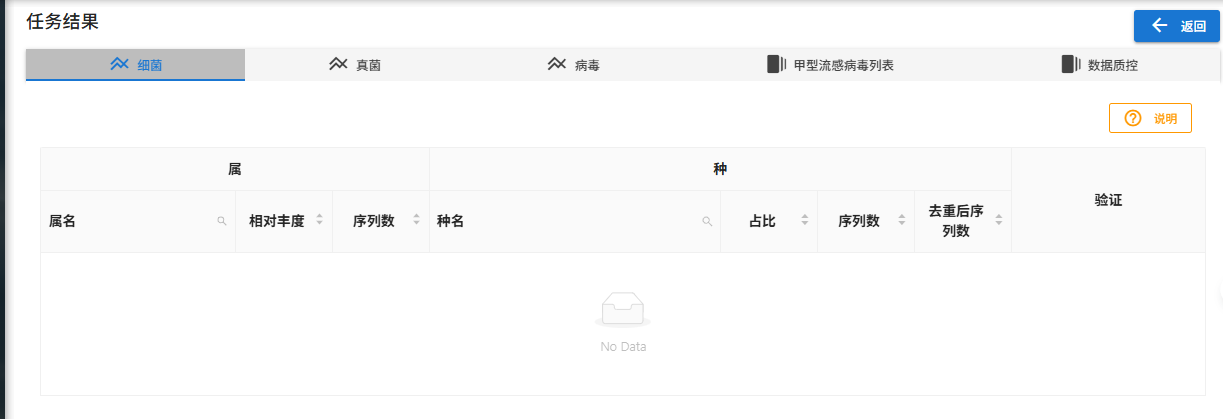 任务结果
返回
细菌 真菌 病毒 甲型流感病毒列表 数据质控
说明
属 种 验证
属名 相对丰度 序列数 种名 占比 序列数 去重后序
列数
No Data